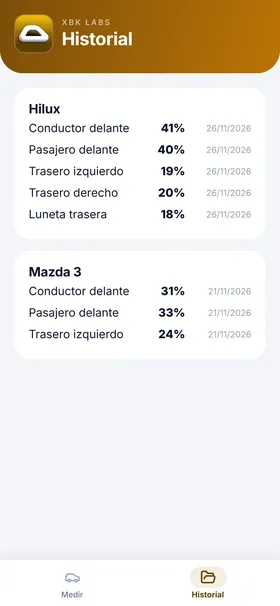 XBK LABS
Historial
Hilux
Conductor delante 41% 26/11/2026
Pasajero delante 40% 26/11/2026
Trasero izquierdo 19% 26/11/2026
Trasero derecho 20% 26/11/2026
Luneta trasera 18% 26/11/2026
Mazda 3
Conductor delante 31% 21/11/2026
Pasajero delante 33% 21/11/2026
Trasero izquierdo 24% 21/11/2026
Medir Historial